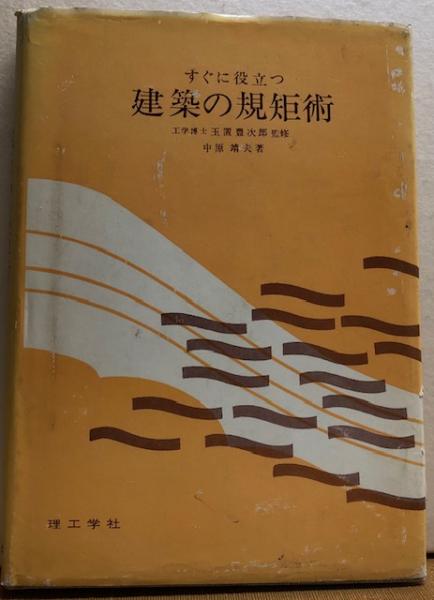 すぐに役立つ
建築の規矩術
工学博士 玉置豊次郎 監修
中原靖夫著
理工学社